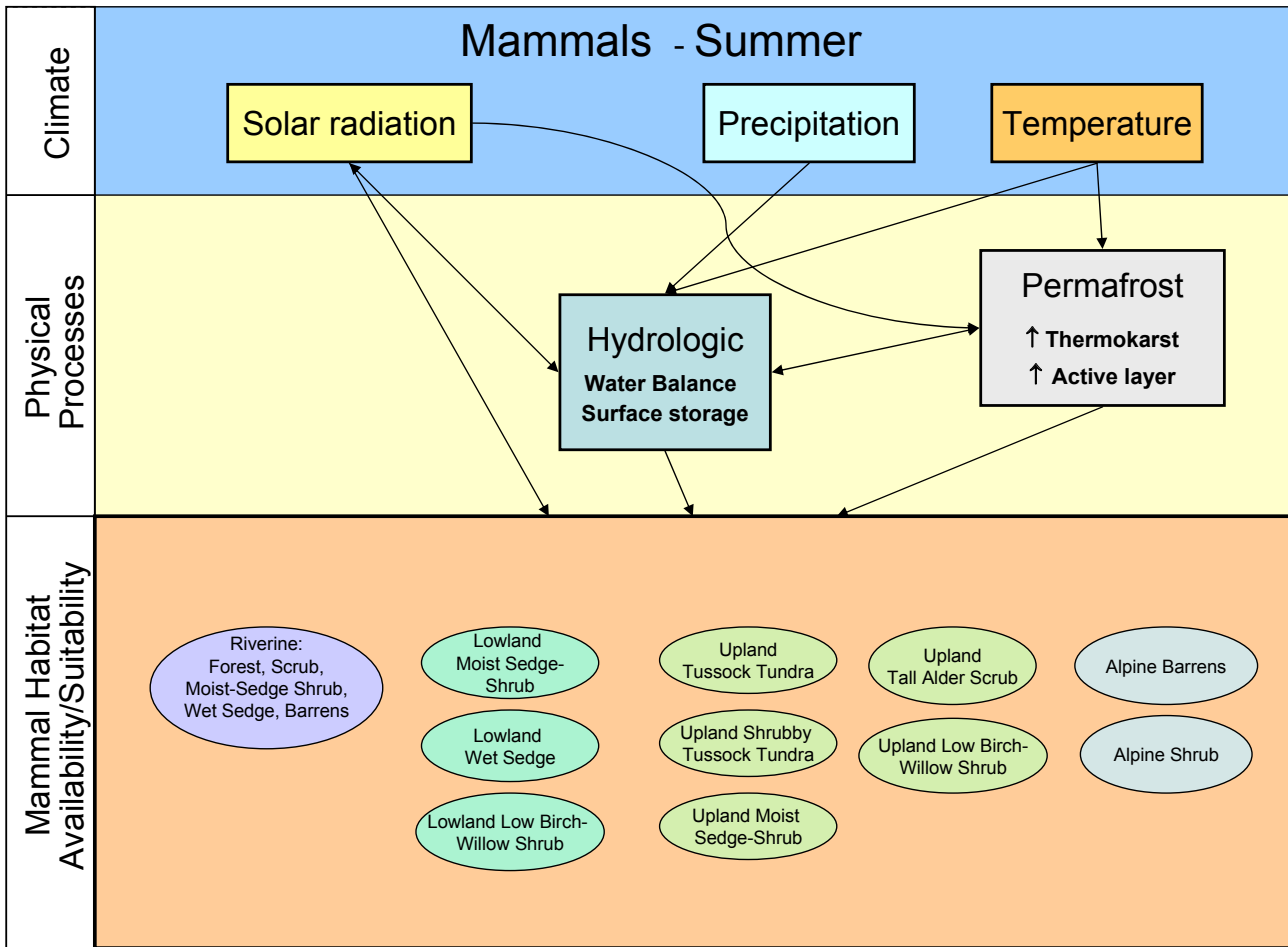 Mammals - Summer
Climate
Solar radiation
Precipitation
Temperature
Physical
Processes
Hydrologic
Water Balance
Surface storage
Permafrost
↑ Thermokarst
↑ Active layer
Mammal Habitat
Availability/Suitability
Riverine:
Forest, Scrub,
Moist-Sedge Shrub,
Wet Sedge, Barrens
Lowland
Moist Sedge-
Shrub
Lowland
Wet Sedge
Lowland Low Birch-
Willow Shrub
Upland
Tussock Tundra
Upland Shrubby
Tussock Tundra
Upland Moist
Sedge-Shrub
Upland
Tall Alder Scrub
Upland Low Birch-
Willow Shrub
Alpine Barrens
Alpine Shrub